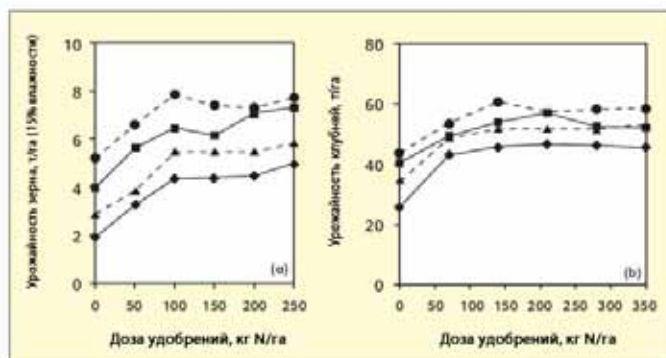 Урожайность зерна, т/га (15% влажности)
10
8
6
4
2
0
0 50 100 150 200 250
(a)
Доза удобрений, кг N/га
Урежайность клубней, т/га
80
60
40
20
0
0 50 100 150 200 250 300 350
(b)
Доза удобрений, кг N/га